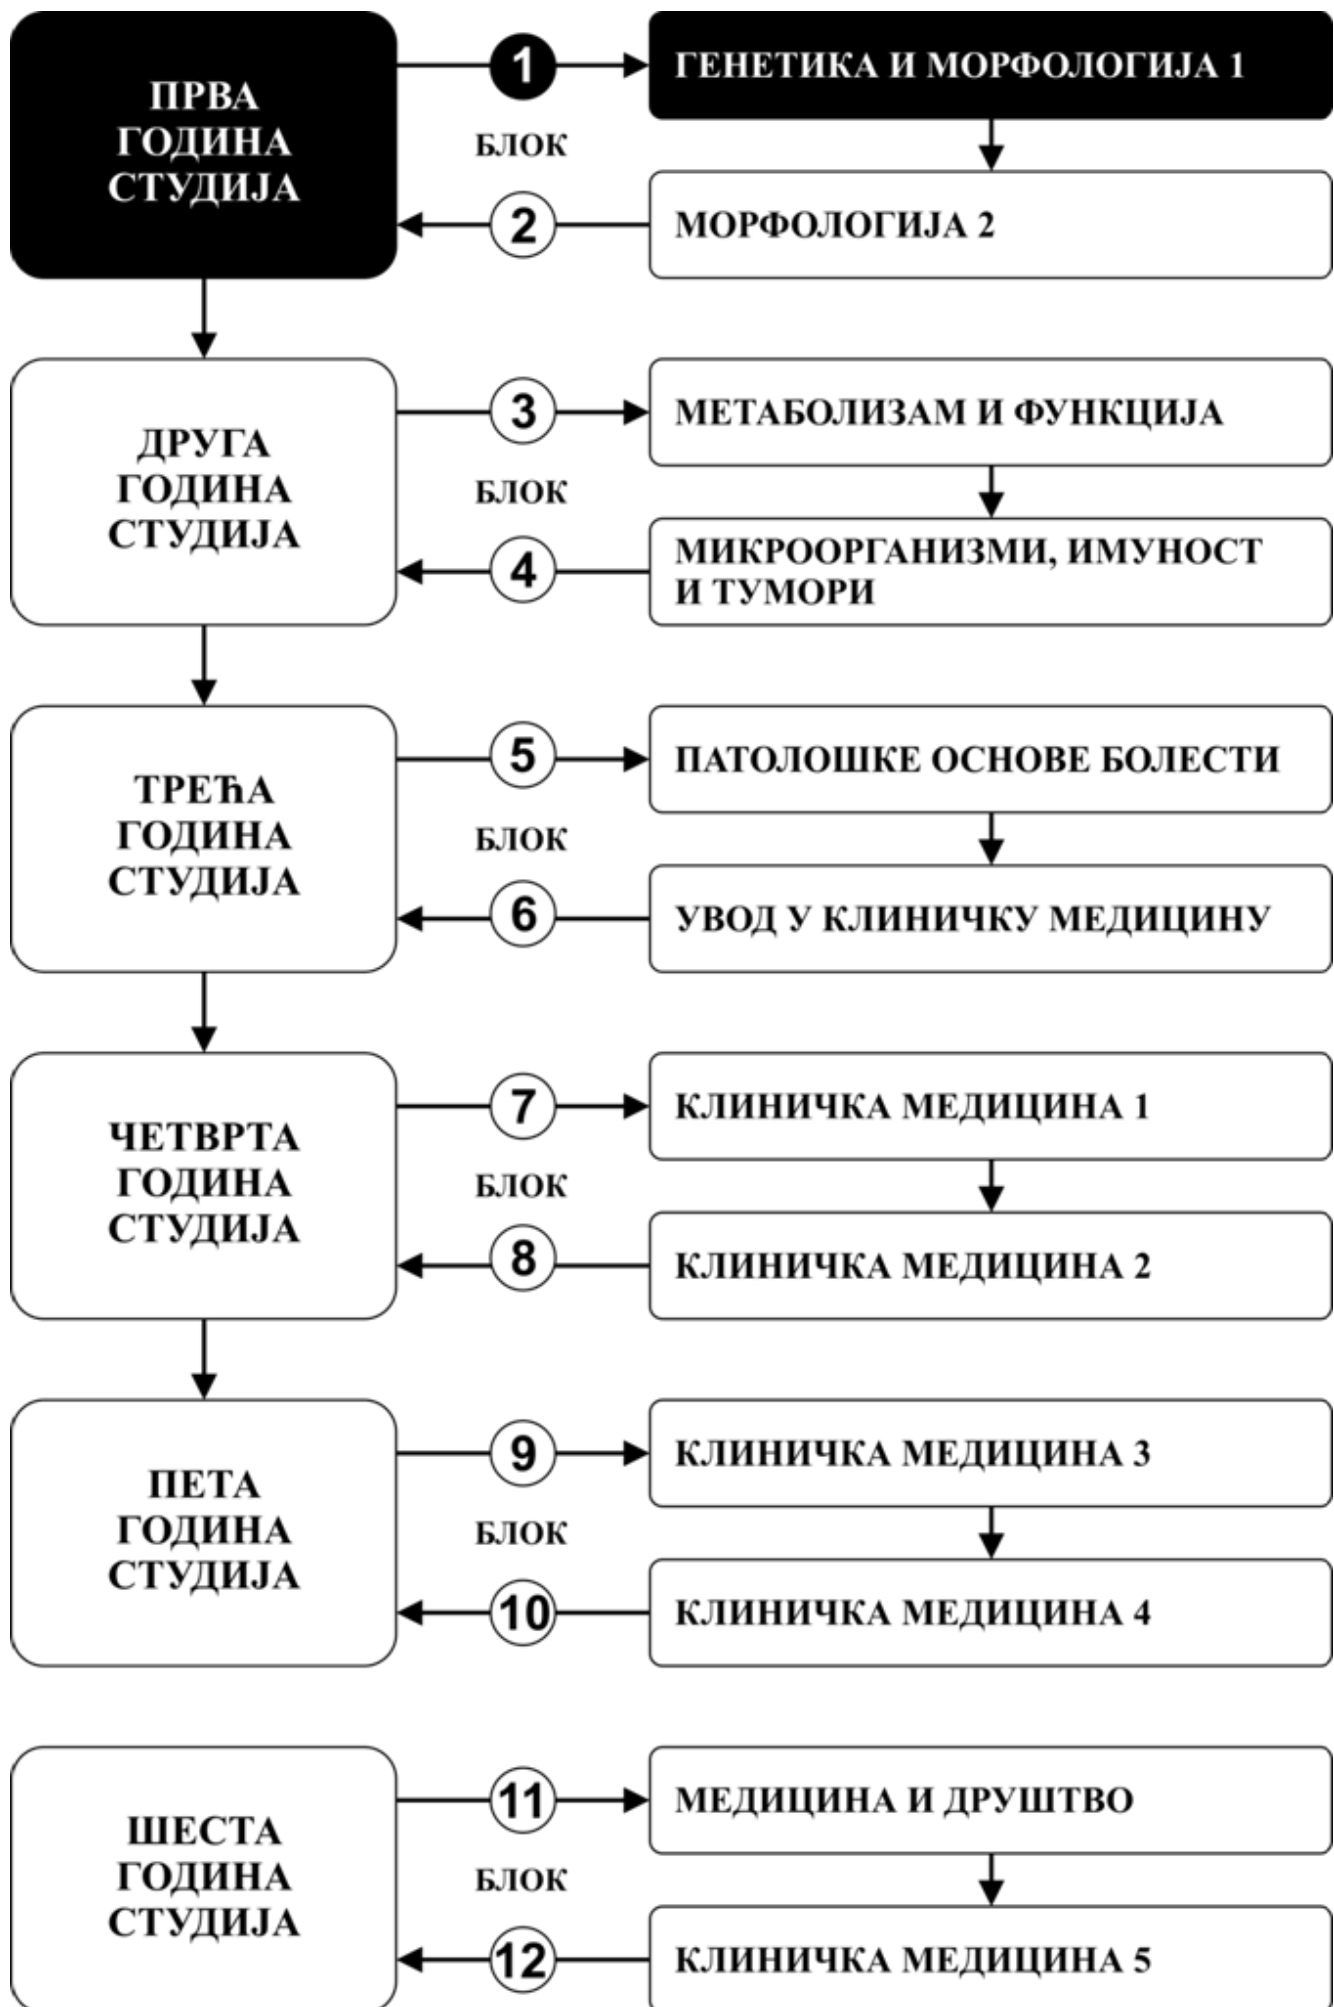 ПРВА
ГОДИНА
СТУДИЈА
1
БЛОК
2
ГЕНЕТИКА И МОРФОЛОГИЈА 1
МОРФОЛОГИЈА 2
ДРУГА
ГОДИНА
СТУДИЈА
3
БЛОК
4
МЕТАБОЛИЗАМ И ФУНКЦИЈА
МИКРООРГАНИЗМИ, ИМУНОСТ
И ТУМОРИ
ТРЕЋА
ГОДИНА
СТУДИЈА
5
БЛОК
6
ПАТОЛОШКЕ ОСНОВЕ БОЛЕСТИ
УВОД У КЛИНИЧКУ МЕДИЦИНУ
ЧЕТВРТА
ГОДИНА
СТУДИЈА
7
БЛОК
8
КЛИНИЧКА МЕДИЦИНА 1
КЛИНИЧКА МЕДИЦИНА 2
ПЕТА
ГОДИНА
СТУДИЈА
9
БЛОК
10
КЛИНИЧКА МЕДИЦИНА 3
КЛИНИЧКА МЕДИЦИНА 4
ШЕСТА
ГОДИНА
СТУДИЈА
11
БЛОК
12
МЕДИЦИНА И ДРУШТВО
КЛИНИЧКА МЕДИЦИНА 5